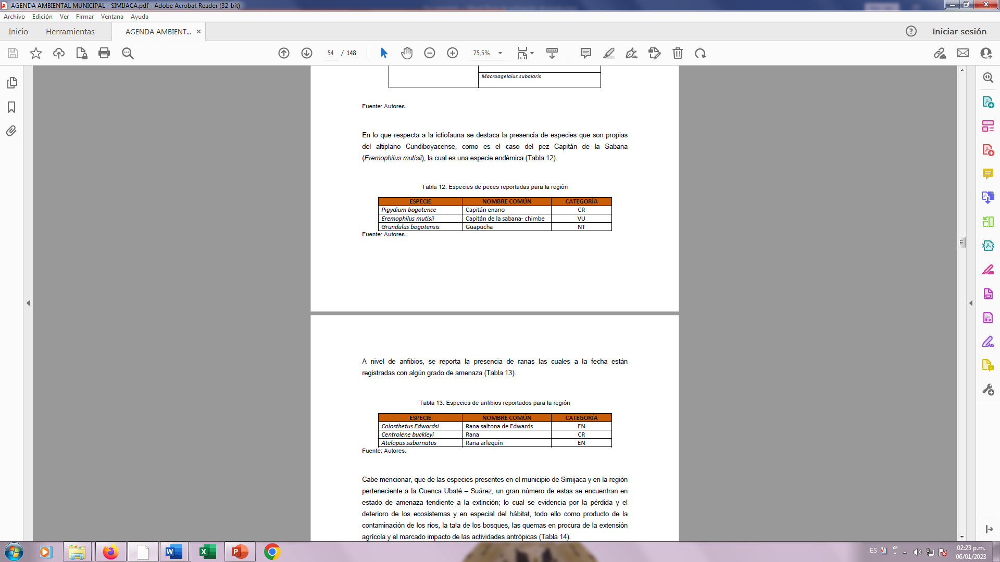 AGENDA AMBIENTAL MUNICIPAL - SIMIJACA.pdf - Adobe Acrobat Reader (32-bit)
Archivo Edición Ver Firmar Ventana Ayuda
Inicio Herramientas AGENDA AMBIENT... × Iniciar sesión
54 / 148 75,5%
Macroagelaius subalaris
Fuente: Autores.
En lo que respecta a la ictiofauna se destaca la presencia de especies que son propias
del altiplano Cundiboyacense, como es el caso del pez Capitán de la Sabana
(Eremophilus mutisii), la cual es una especie endémica (Tabla 12).
Tabla 12. Especies de peces reportadas para la región
ESPECIE NOMBRE COMÚN CATEGORÍA
Pigydium bogotence Capitán enano CR
Eremophilus mutisii Capitán de la sabana- chimbe VU
Grundulus bogotensis Guapucha NT
Fuente: Autores.
A nivel de anfibios, se reporta la presencia de ranas las cuales a la fecha están
registradas con algún grado de amenaza (Tabla 13).
Tabla 13. Especies de anfibios reportados para la región
ESPECIE NOMBRE COMÚN CATEGORÍA
Colosthetus Edwardsi Rana saltona de Edwards EN
Centrolene buckleyi Rana CR
Atelopus subornatus Rana arlequín EN
Fuente: Autores.
Cabe mencionar, que de las especies presentes en el municipio de Simijaca y en la región
perteneciente a la Cuenca Ubaté – Suárez, un gran número de estas se encuentran en
estado de amenaza tendiente a la extinción; lo cual se evidencia por la pérdida y el
deterioro de los ecosistemas y en especial del hábitat, todo ello como producto de la
contaminación de los ríos, la tala de los bosques, las quemas en procura de la extensión
agrícola y el marcado impacto de las actividades antrópicas (Tabla 14).
ES 02:23 p.m.
06/01/2023